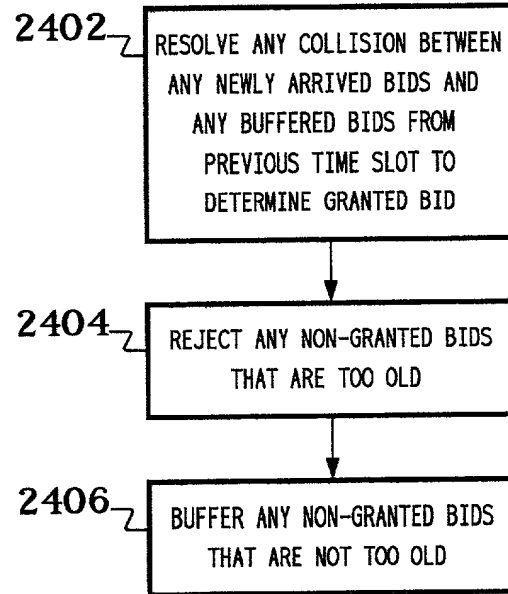 2402
RESOLVE ANY COLLISION BETWEEN
ANY NEWLY ARRIVED BIDS AND
ANY BUFFERED BIDS FROM
PREVIOUS TIME SLOT TO
DETERMINE GRANTED BID
2404
REJECT ANY NON-GRANTED BIDS
THAT ARE TOO OLD
2406
BUFFER ANY NON-GRANTED BIDS
THAT ARE NOT TOO OLD